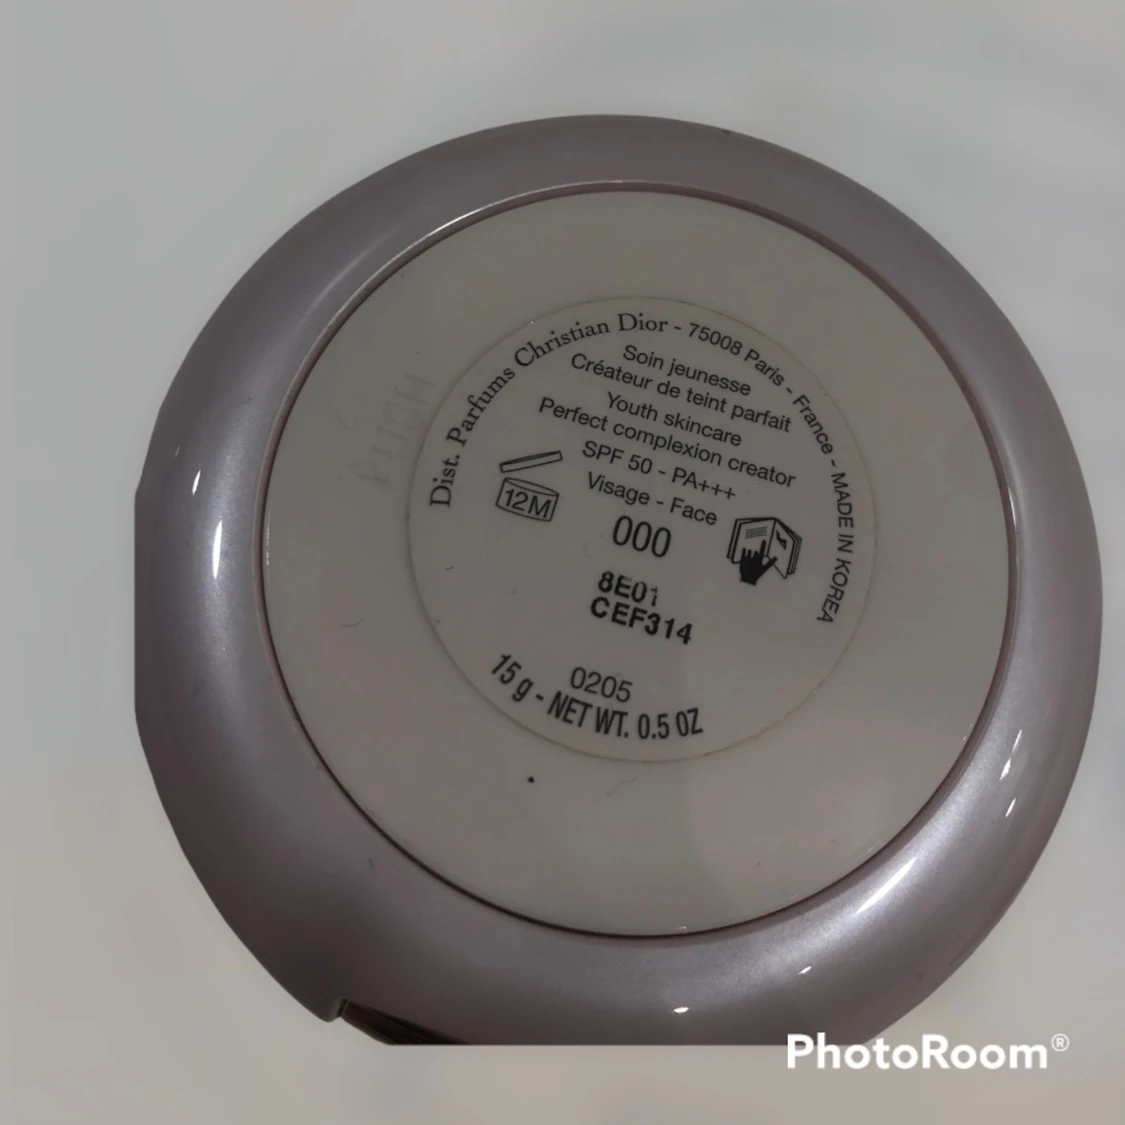 Dist. Parfums Christian Dior - 75008 Paris - France - MADE IN KOREA
Soin jeunesse
Créateur de teint parfait
Youth skincare
Perfect complexion creator
SPF 50 - PA+++
Visage - Face
12M
000
8E01
CEF314
0205
15 g - NET WT. 0.5 OZ
PUSH
PhotoRoom®